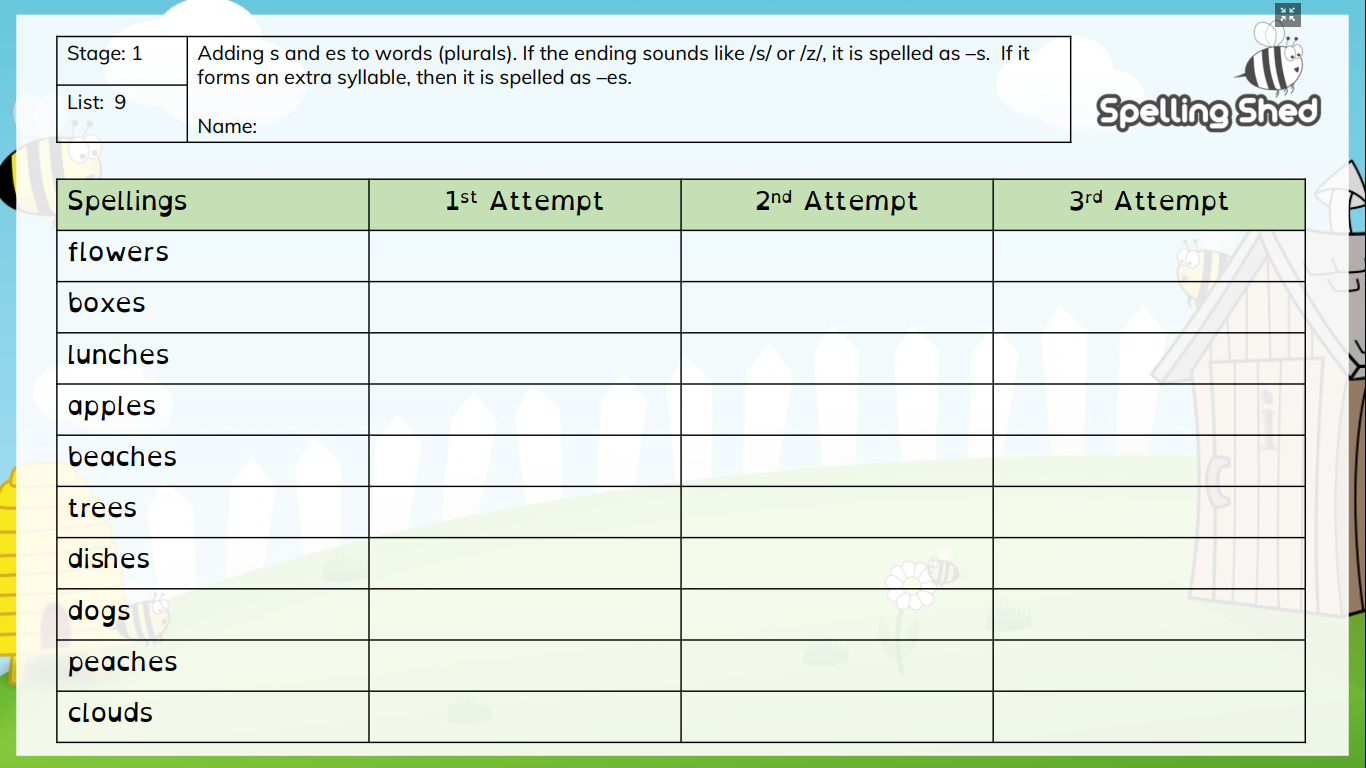 Stage: 1
Adding s and es to words (plurals). If the ending sounds like /s/ or /z/, it is spelled as –s. If it
forms an extra syllable, then it is spelled as –es.
List: 9
Name:
Spelling Shed
Spellings 1st Attempt 2nd Attempt 3rd Attempt
flowers
boxes
lunches
apples
beaches
trees
dishes
dogs
peaches
clouds